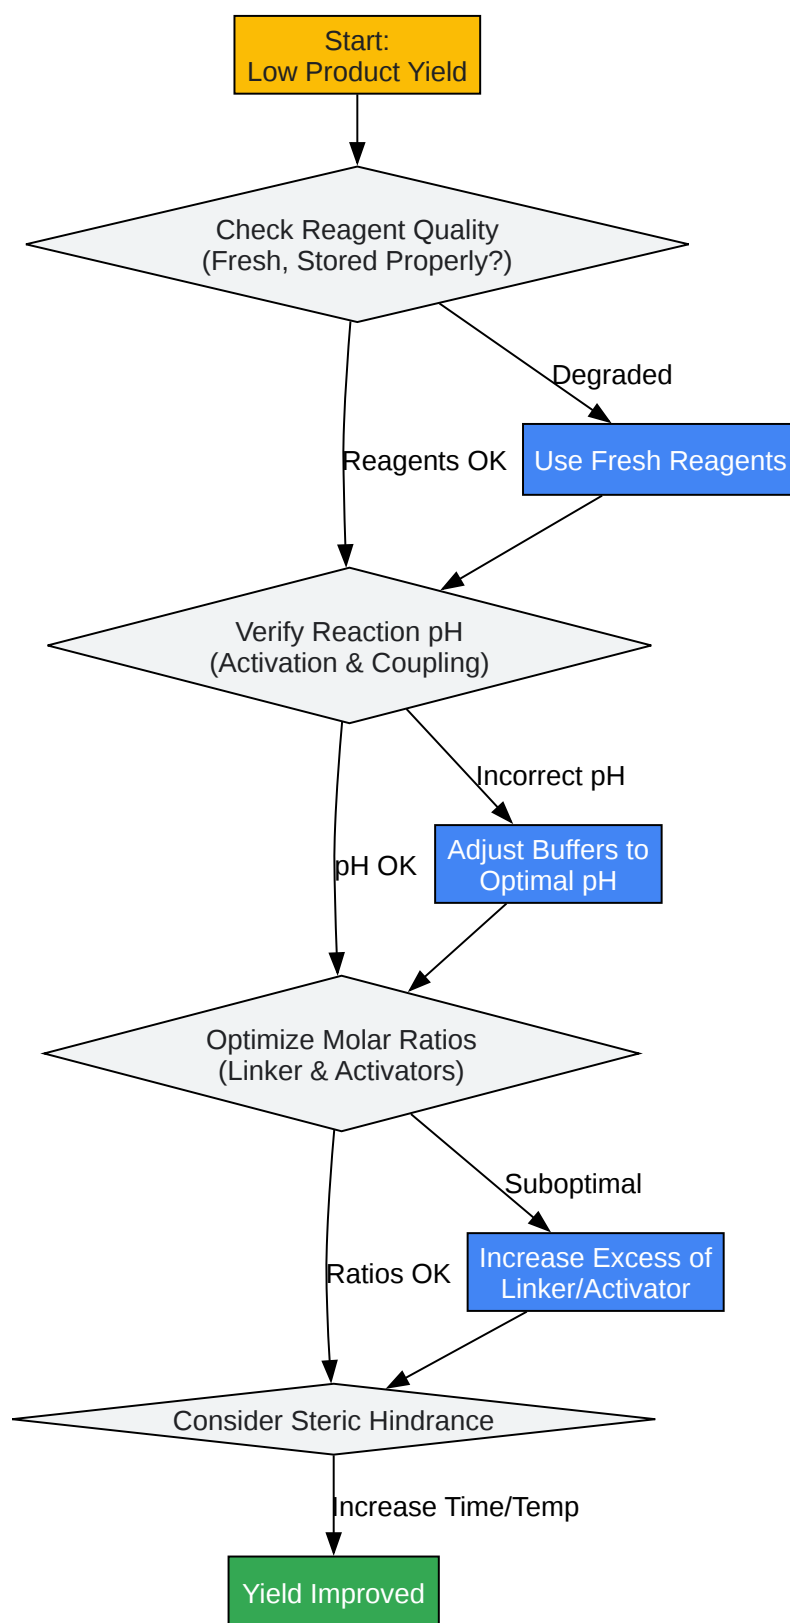 Start:
Low Product Yield
Check Reagent Quality
(Fresh, Stored Properly?)
Degraded
Reagents OK
Use Fresh Reagents
Verify Reaction pH
(Activation & Coupling)
Incorrect pH
pH OK
Adjust Buffers to
Optimal pH
Optimize Molar Ratios
(Linker & Activators)
Suboptimal
Ratios OK
Increase Excess of
Linker/Activator
Consider Steric Hindrance
Increase Time/Temp
Yield Improved